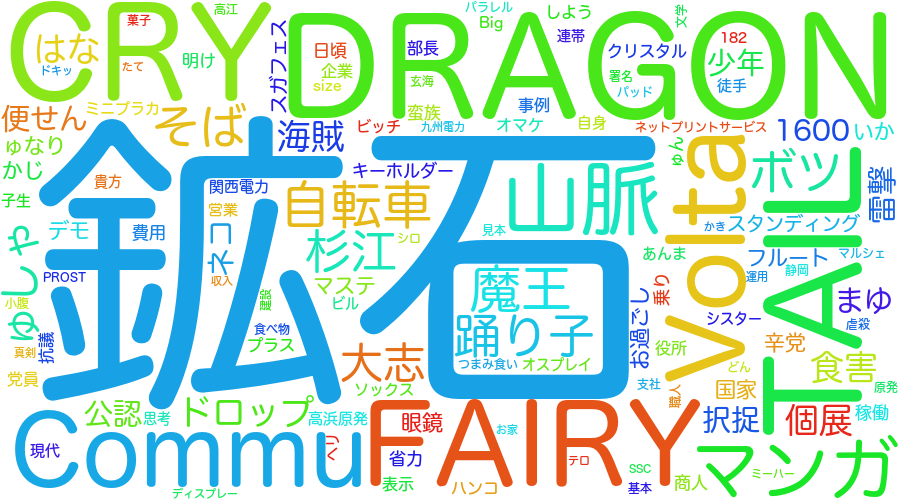 CRY
DRAGON
高江
菓子
パラレル
Big
しよう
文学
はな
ドキッ
たて
明け
スガフェス
日頃
企業
size
部長
玄海
連帯
クリスタル
署名
パッド
182
少年
徒手
便せん
ミニブラカ
そば
海賊
ビッチ
蛮族
九州電力
事例
オマケ
自身
ネットプリントサービス
1600
いか
ゅなり
かじ
子生
貴方
鉱石
関西電力
キーホルダー
自転車
山脈
ゅん
Volta
ボツ
TAIL
雷撃
ゆしゃ
デモ
費用
営業
ネコ
収入
杉江
シロ
見本
あんま
かき
スタンディング
フルート
マルシェ
静岡
運用
PROST
小腹
真剣
抗議
党員
建設
マステ
ビル
食べ物
プラス
魔王
踊り子
つまみ食い
オスプレイ
お過ごし
乗り
シスター
まゆ
虐殺
大志
ソックス
支社
役所
職人
どん
国家
辛党
食害
原発
公認
思考
ドロップ
高浜原発
FAIRY
眼鏡
お家
択捉
個展
稼働
現代
Commu
ヘリ
省力
表示
ハンコ
テロ
SSC
基本
商人
マンガ
ミーハー
ディスプレー